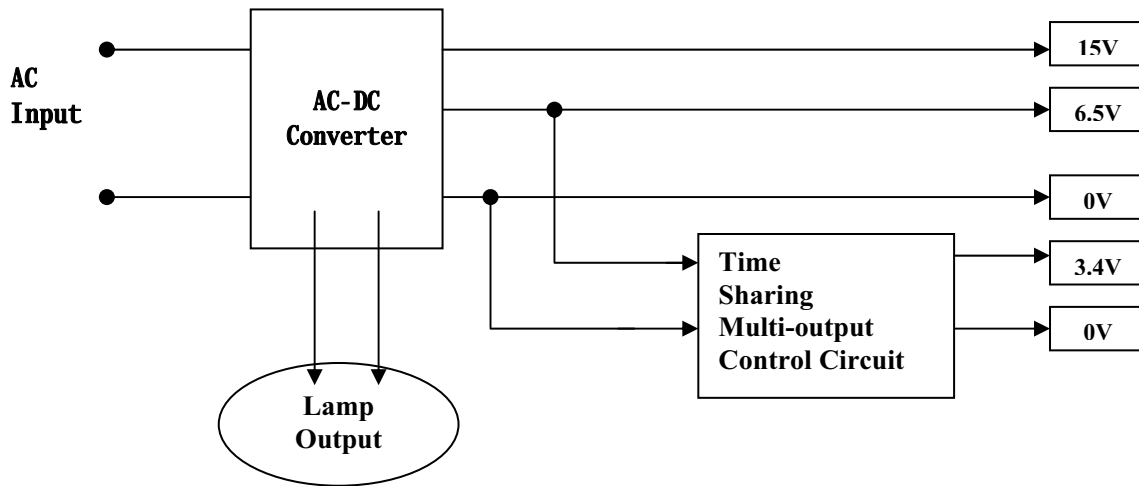 AC
Input
AC-DC
Converter
15V
6.5V
0V
3.4V
0V
Time
Sharing
Multi-output
Control Circuit
Lamp
Output